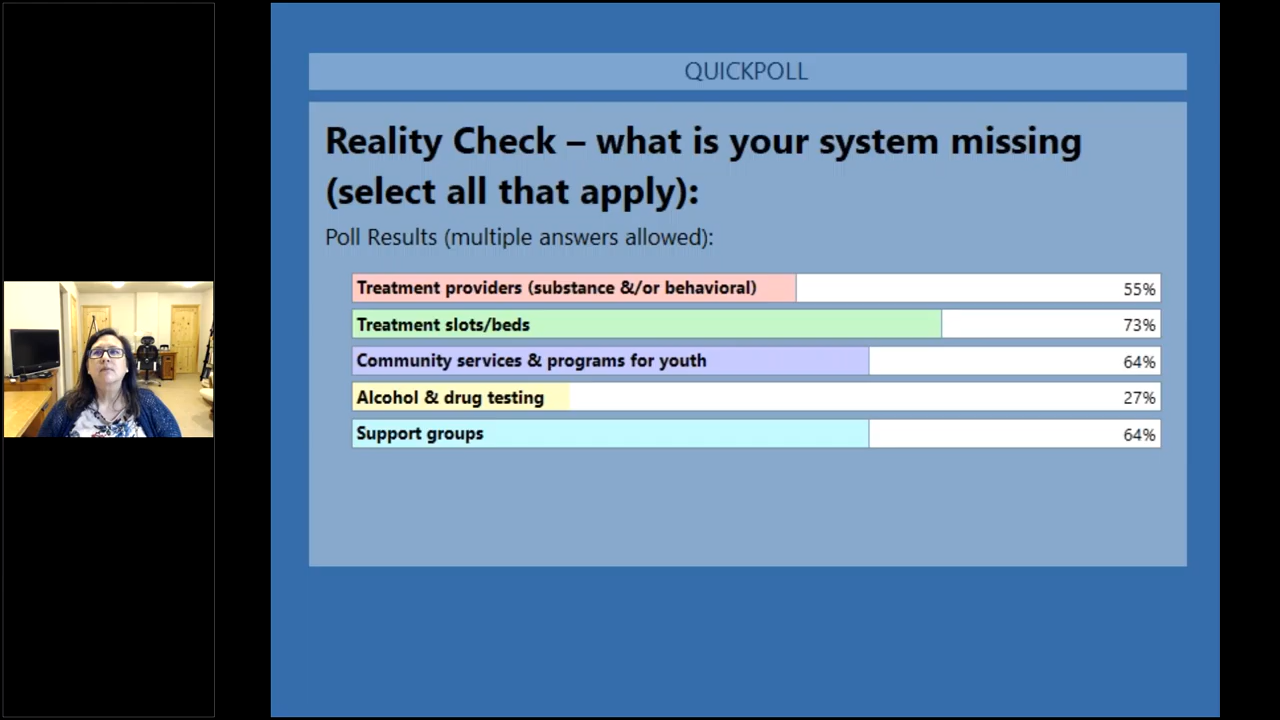 QUICKPOLL
Reality Check – what is your system missing
(select all that apply):
Poll Results (multiple answers allowed):
Treatment providers (substance &/or behavioral) 55%
Treatment slots/beds 73%
Community services & programs for youth 64%
Alcohol & drug testing 27%
Support groups 64%